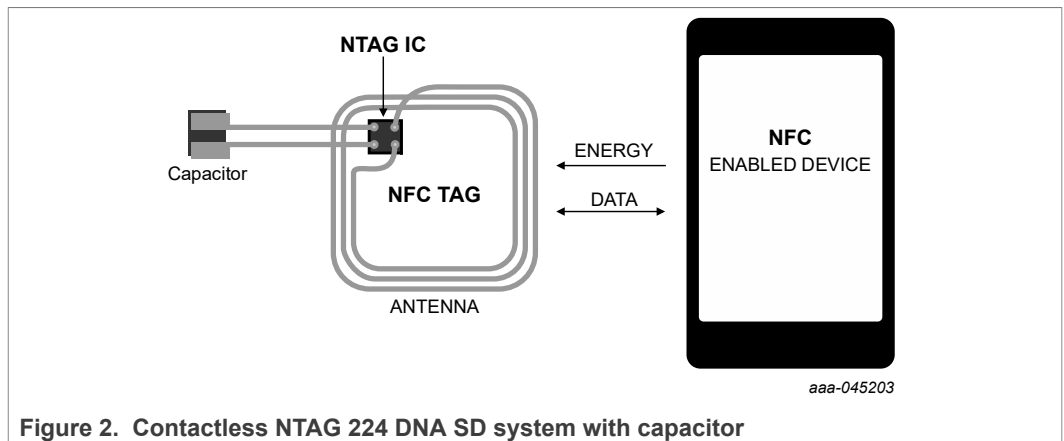 NTAG IC
Capacitor
NFC TAG
ANTENNA
ENERGY
DATA
NFC
ENABLED DEVICE
aaa-045203
Figure 2. Contactless NTAG 224 DNA SD system with capacitor